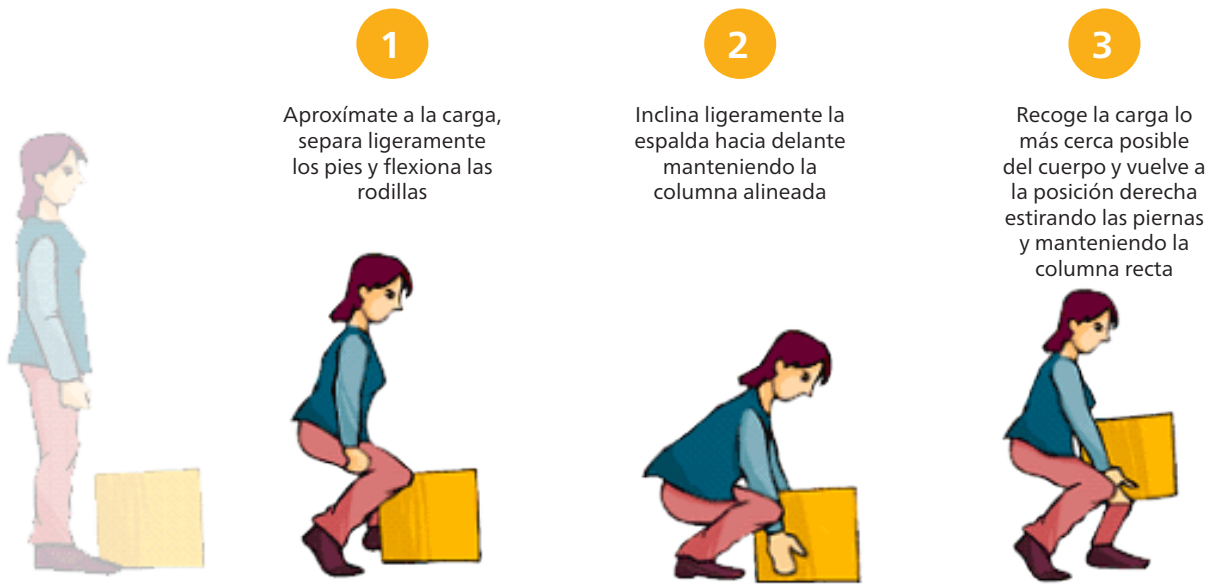 1
Aproxímate a la carga,
separa ligeramente
los pies y flexiona las
rodillas
2
Inclina ligeramente la
espalda hacia delante
manteniendo la
columna alineada
3
Recoge la carga lo
más cerca posible
del cuerpo y vuelve a
la posición derecha
estirando las piernas
y manteniendo la
columna recta